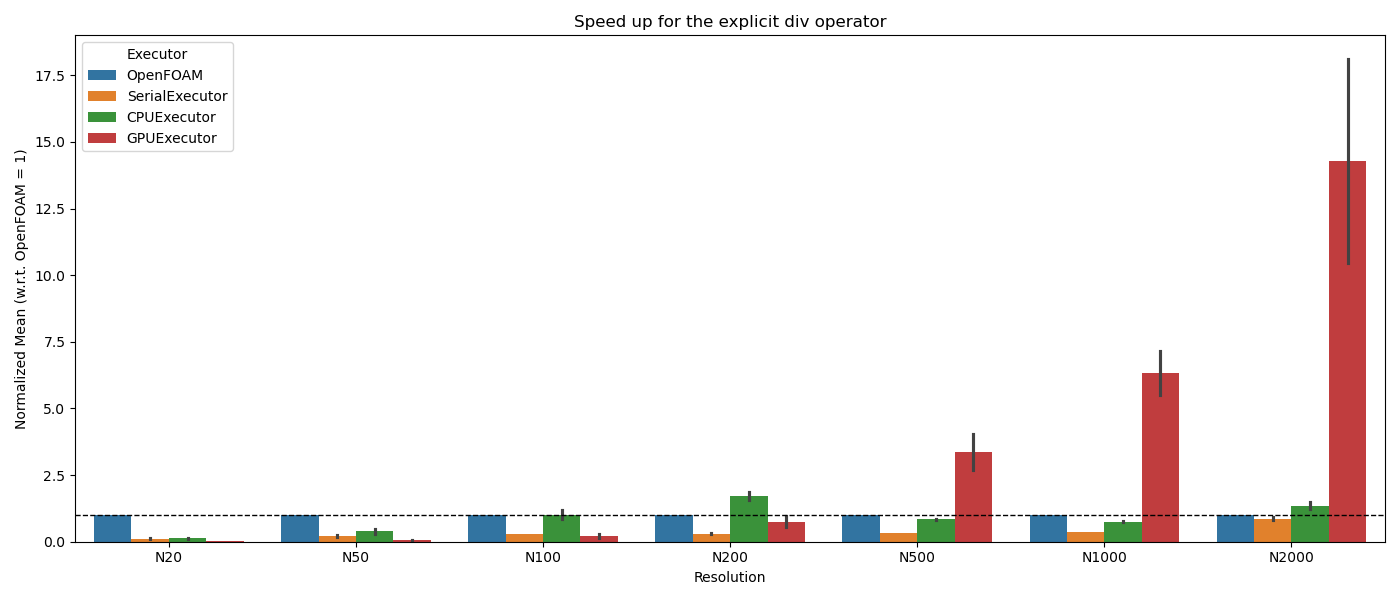 Speed up for the explicit div operator
Executor
OpenFOAM
SerialExecutor
CPUExecutor
GPUExecutor
Normalized Mean (w.r.t. OpenFOAM = 1)
17.5
15.0
12.5
10.0
7.5
5.0
2.5
0.0
N20 N50 N100 N200 N500 N1000 N2000
Resolution